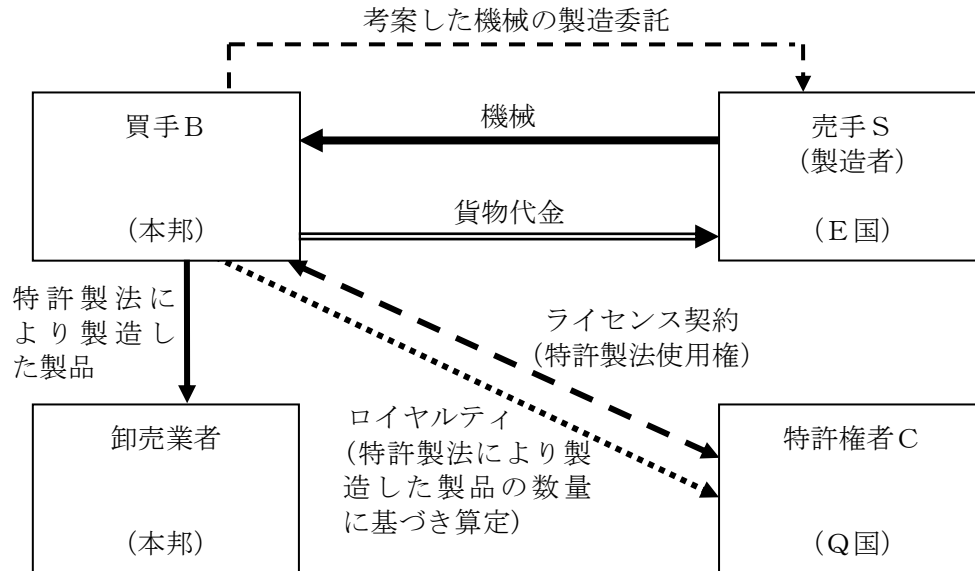 考案した機械の製造委託
買手Ｂ
（本邦）
機械
貨物代金
売手Ｓ
（製造者）
（Ｅ国）
特許製法に
より製造し
た製品
ライセンス契約
（特許製法使用権）
ロイヤルティ
（特許製法により製
造した製品の数量
に基づき算定）
卸売業者
（本邦）
特許権者Ｃ
（Ｑ国）